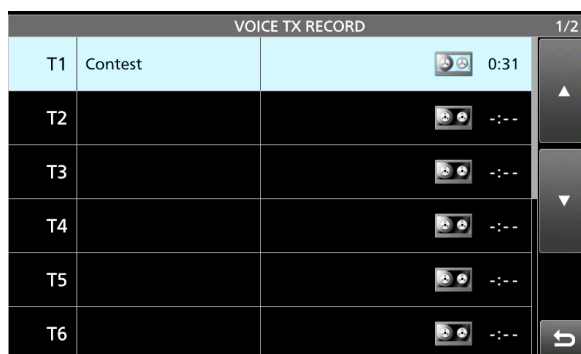 VOICE TX RECORD 1/2
T1 Contest 0:31
T2 -:--
T3 -:--
T4 -:--
T5 -:--
T6 -:--